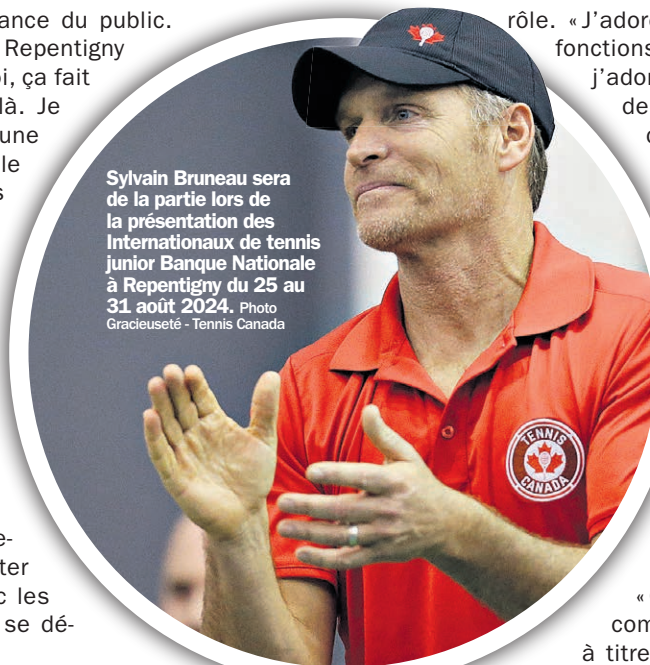 ance du public.
Repentigny
i, ça fait
là. Je
une
le
s
e-
ter
c les
se dé-
Sylvain Bruneau sera
de la partie lors de
la présentation des
Internationaux de tennis
junior Banque Nationale
à Repentigny du 25 au
31 août 2024. Photo
Gracieuseté - Tennis Canada
TENNIS
CANADA
rôle. « J'ador
fonctions
j'ador
de
« 
com
à titre